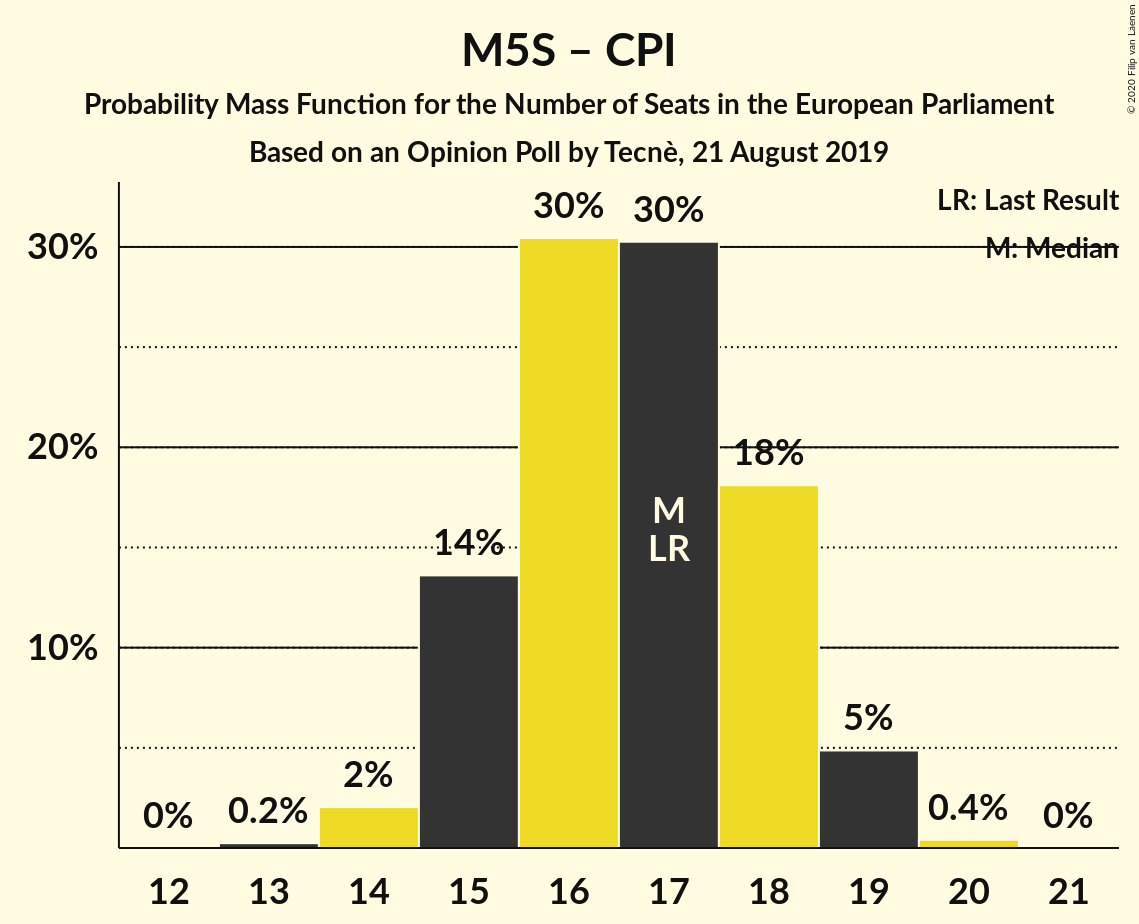 M5S – CPI
Probability Mass Function for the Number of Seats in the European Parliament
Based on an Opinion Poll by Tecnè, 21 August 2019
© 2020 Filip van Laenen
LR: Last Result
M: Median
30%
20%
10%
0%
0.2%
2%
14%
30%
30%
18%
5%
0.4%
0%
M
LR
12 13 14 15 16 17 18 19 20 21